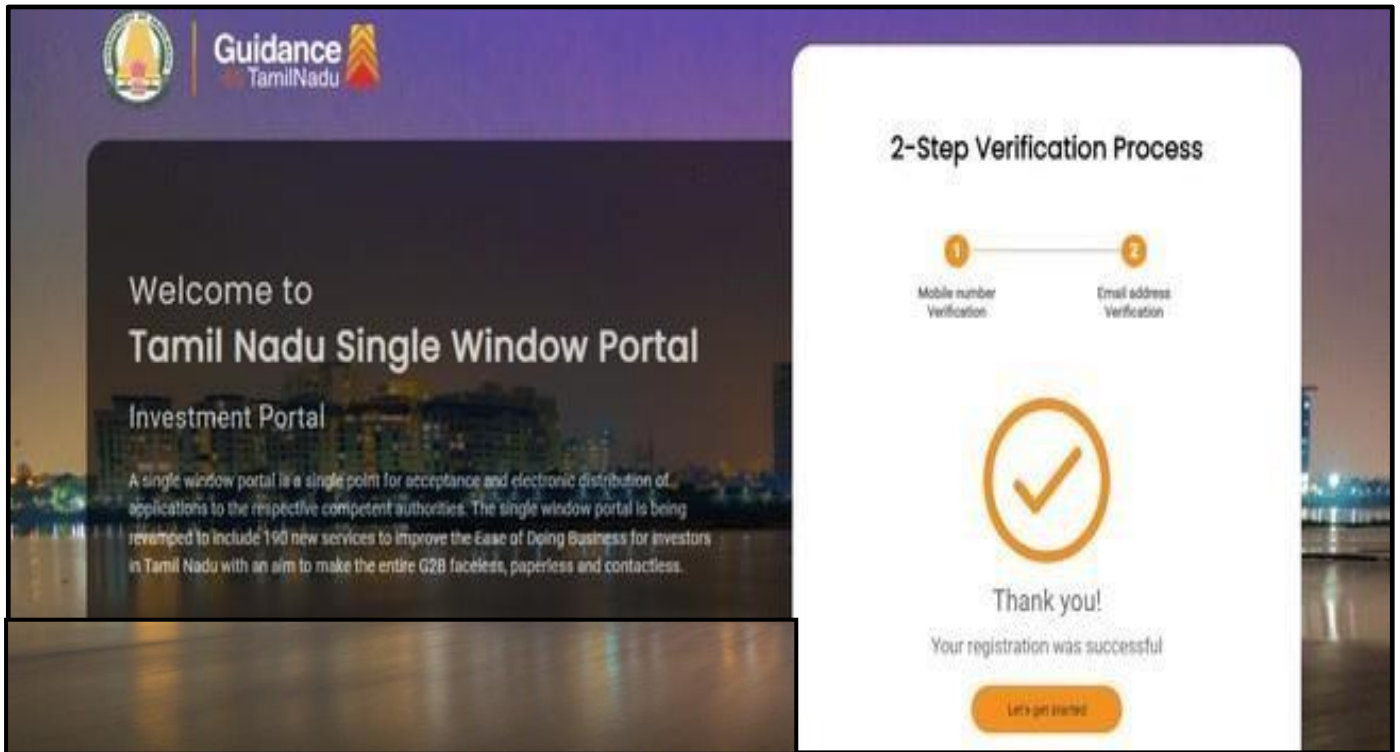 Guidance
TamilNadu
Welcome to
Tamil Nadu Single Window Portal
Investment Portal
A single window portal is a single point for acceptance and electronic distribution of
applications to the respective competent authorities. The single window portal is being
revamped to include 190 new services to improve the Ease of Doing Business for investors
in Tamil Nadu with an aim to make the entire G2B faceless, paperless and contactless.
2-Step Verification Process
1
2
Mobile number
Verification
Email address
Verification
Thank you!
Your registration was successful
Let's get started